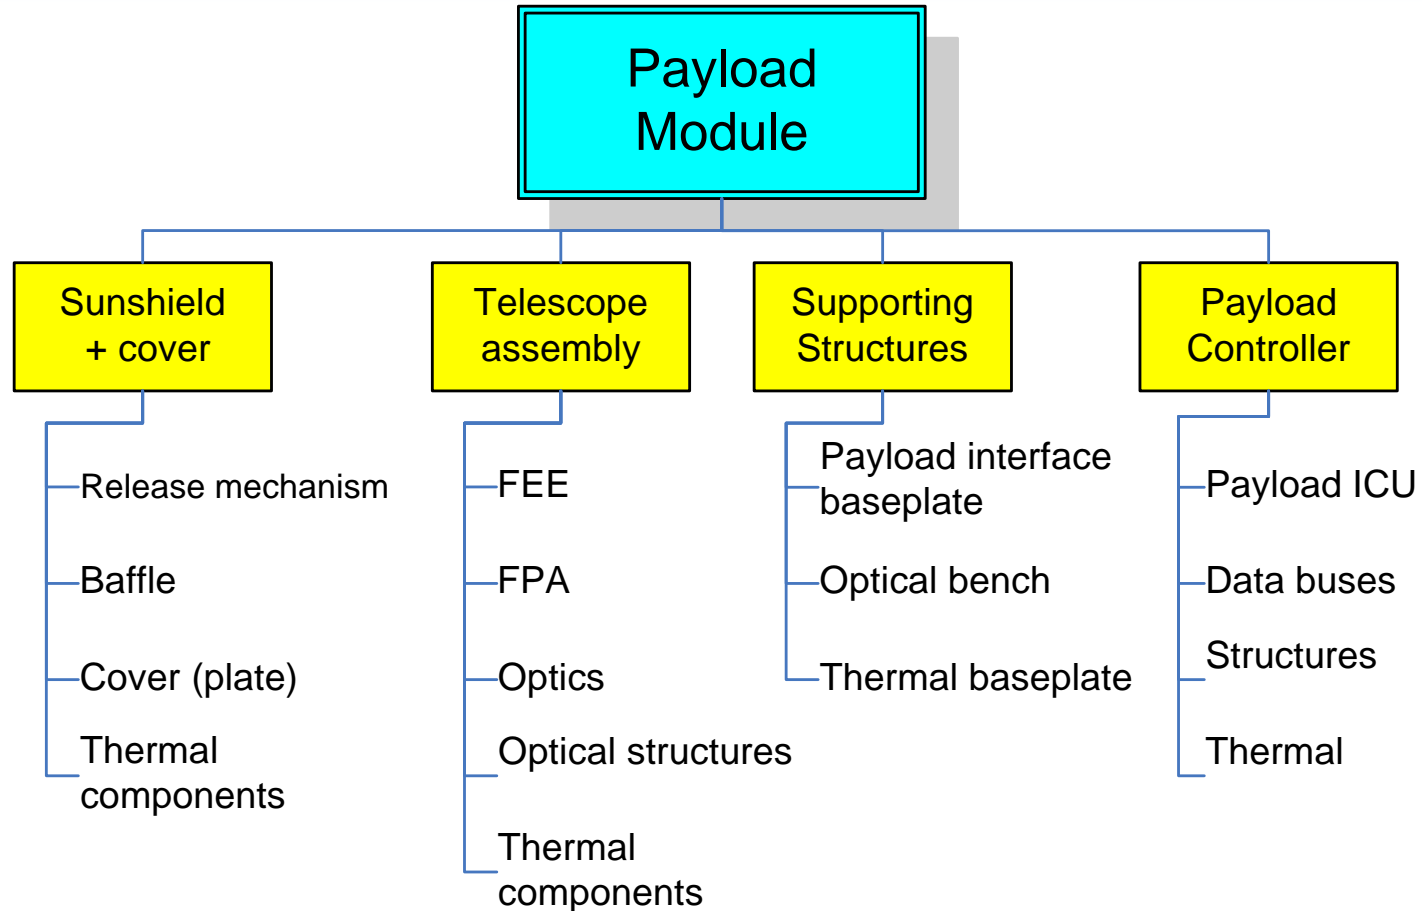 Payload
Module
Sunshield
+ cover
Telescope
assembly
Supporting
Structures
Payload
Controller
Release mechanism
Baffle
Cover (plate)
Thermal
components
FEE
FPA
Optics
Optical structures
Thermal
components
Payload interface
baseplate
Optical bench
Thermal baseplate
Payload ICU
Data buses
Structures
Thermal